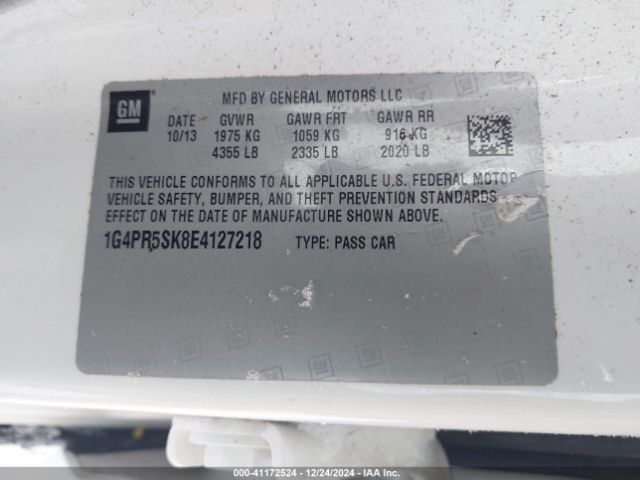 GM
MFD BY GENERAL MOTORS LLC
DATE GVWR GAWR FRT GAWR RR
10/13 1975 KG 1059 KG 916 KG
4355 LB 2335 LB 2020 LB
THIS VEHICLE CONFORMS TO ALL APPLICABLE U.S. FEDERAL MOTOR
VEHICLE SAFETY, BUMPER, AND THEFT PREVENTION STANDARDS
EFFECT ON THE DATE OF MANUFACTURE SHOWN ABOVE.
1G4PR5SK8E4127218 TYPE: PASS CAR
000-41172524 • 12/24/2024 • IAA Inc.